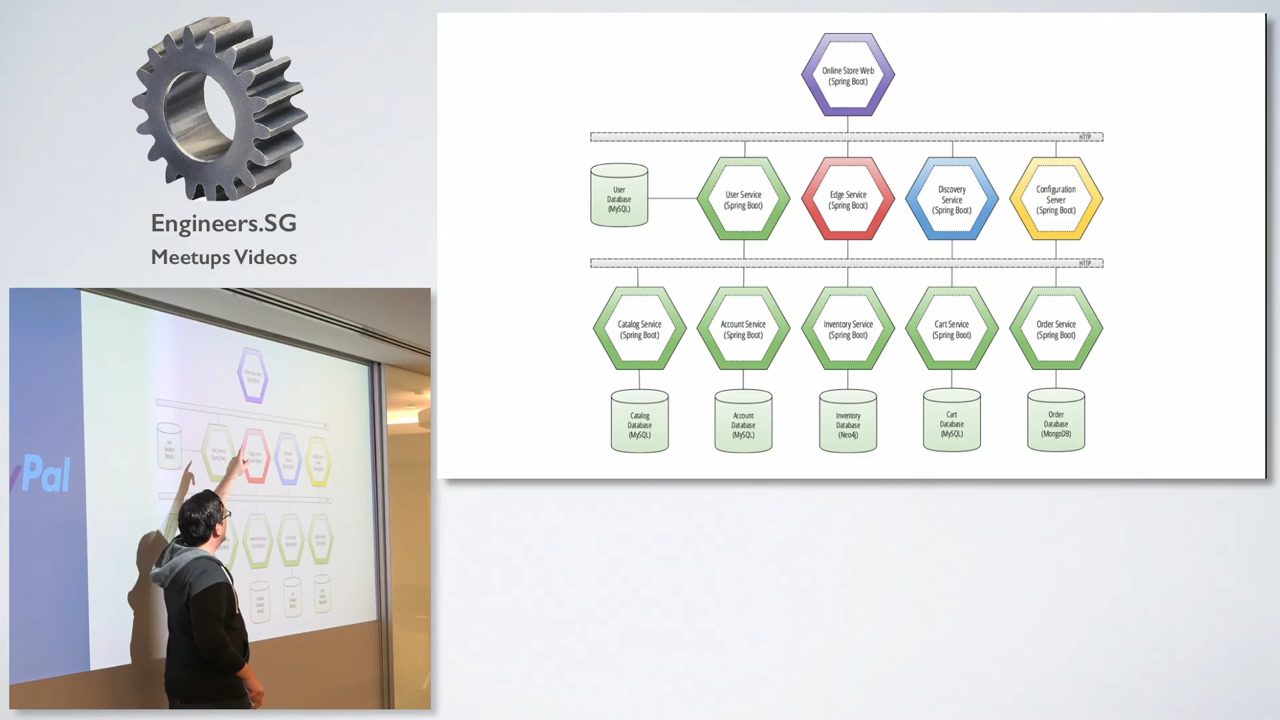 Engineers.SG
Meetups Videos
Pal
Online Store Web
(Spring Boot)
HTTP
User
Database
(MySQL)
User Service
(Spring Boot)
Edge Service
(Spring Boot)
Discovery
Service
(Spring Boot)
Configuration
Server
(Spring Boot)
HTTP
Catalog Service
(Spring Boot)
Account Service
(Spring Boot)
Inventory Service
(Spring Boot)
Cart Service
(Spring Boot)
Order Service
(Spring Boot)
Catalog
Database
(MySQL)
Account
Database
(MySQL)
Inventory
Database
(Neo4j)
Cart
Database
(MySQL)
Order
Database
(MongoDB)